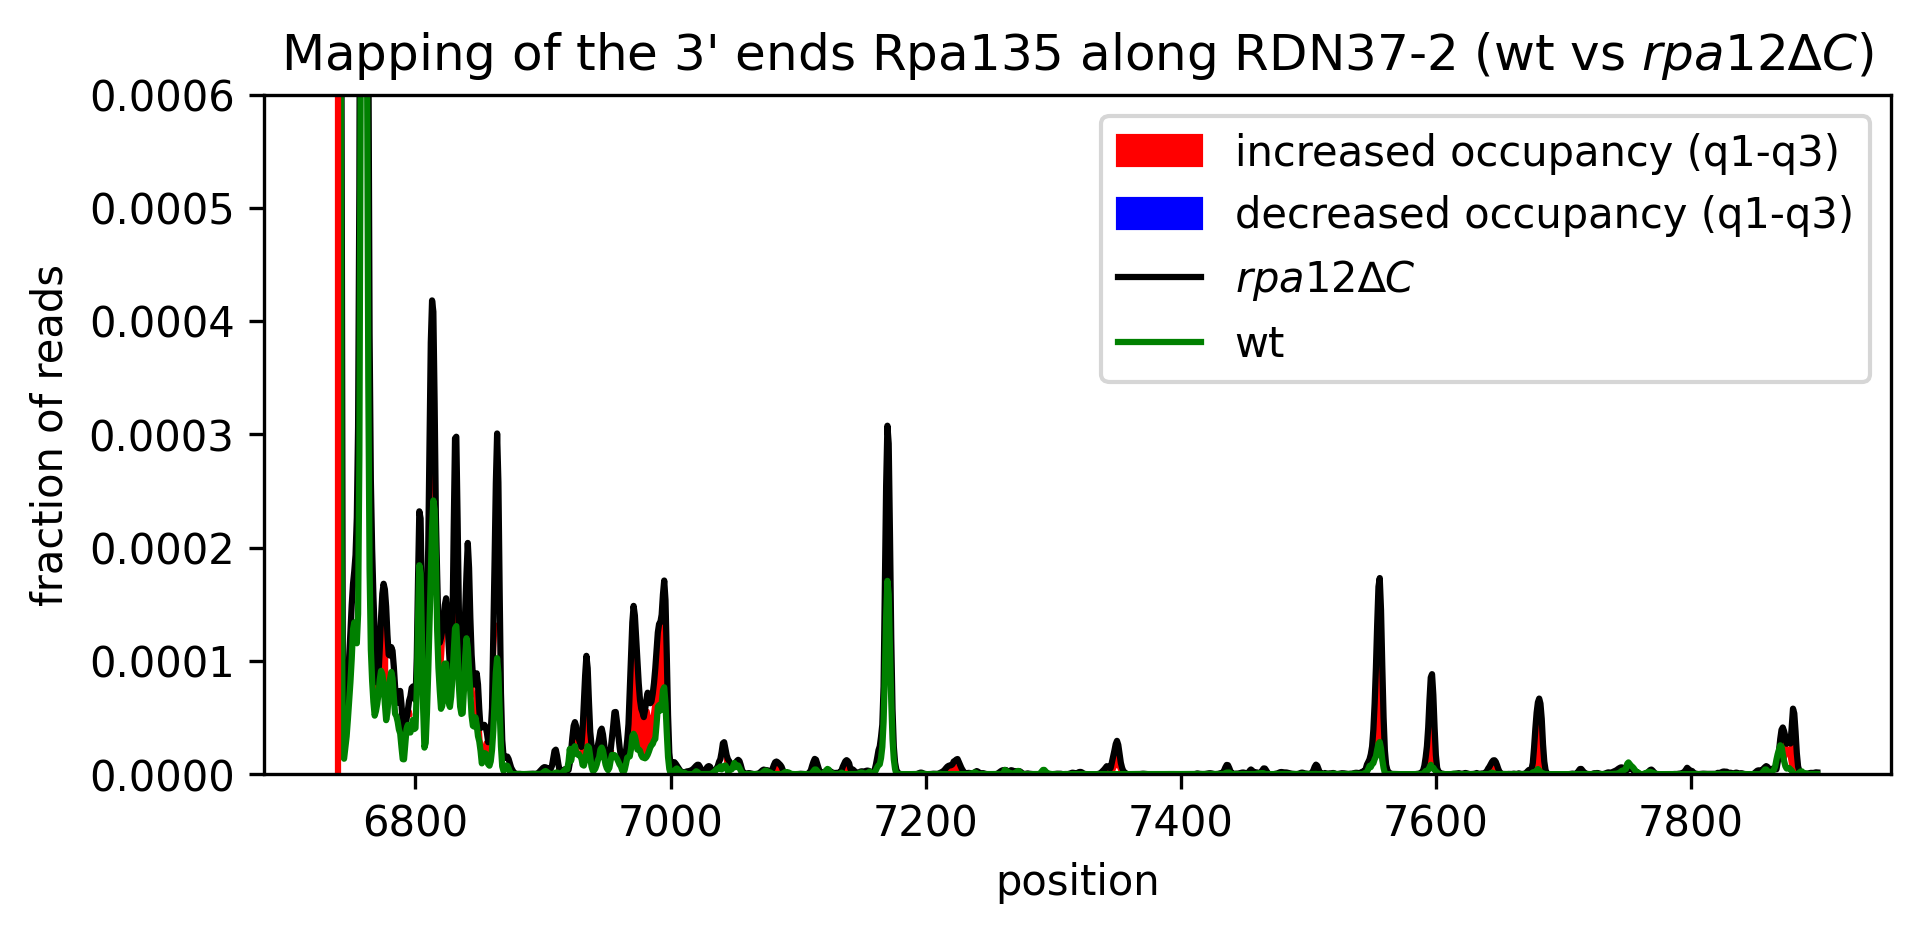 Mapping of the 3' ends Rpa135 along RDN37-2 (wt vs rpa12ΔC)
0.0006
0.0005
0.0004
0.0003
0.0002
0.0001
0.0000
fraction of reads
increased occupancy (q1-q3)
decreased occupancy (q1-q3)
rpa12ΔC
wt
6800 7000 7200 7400 7600 7800
position